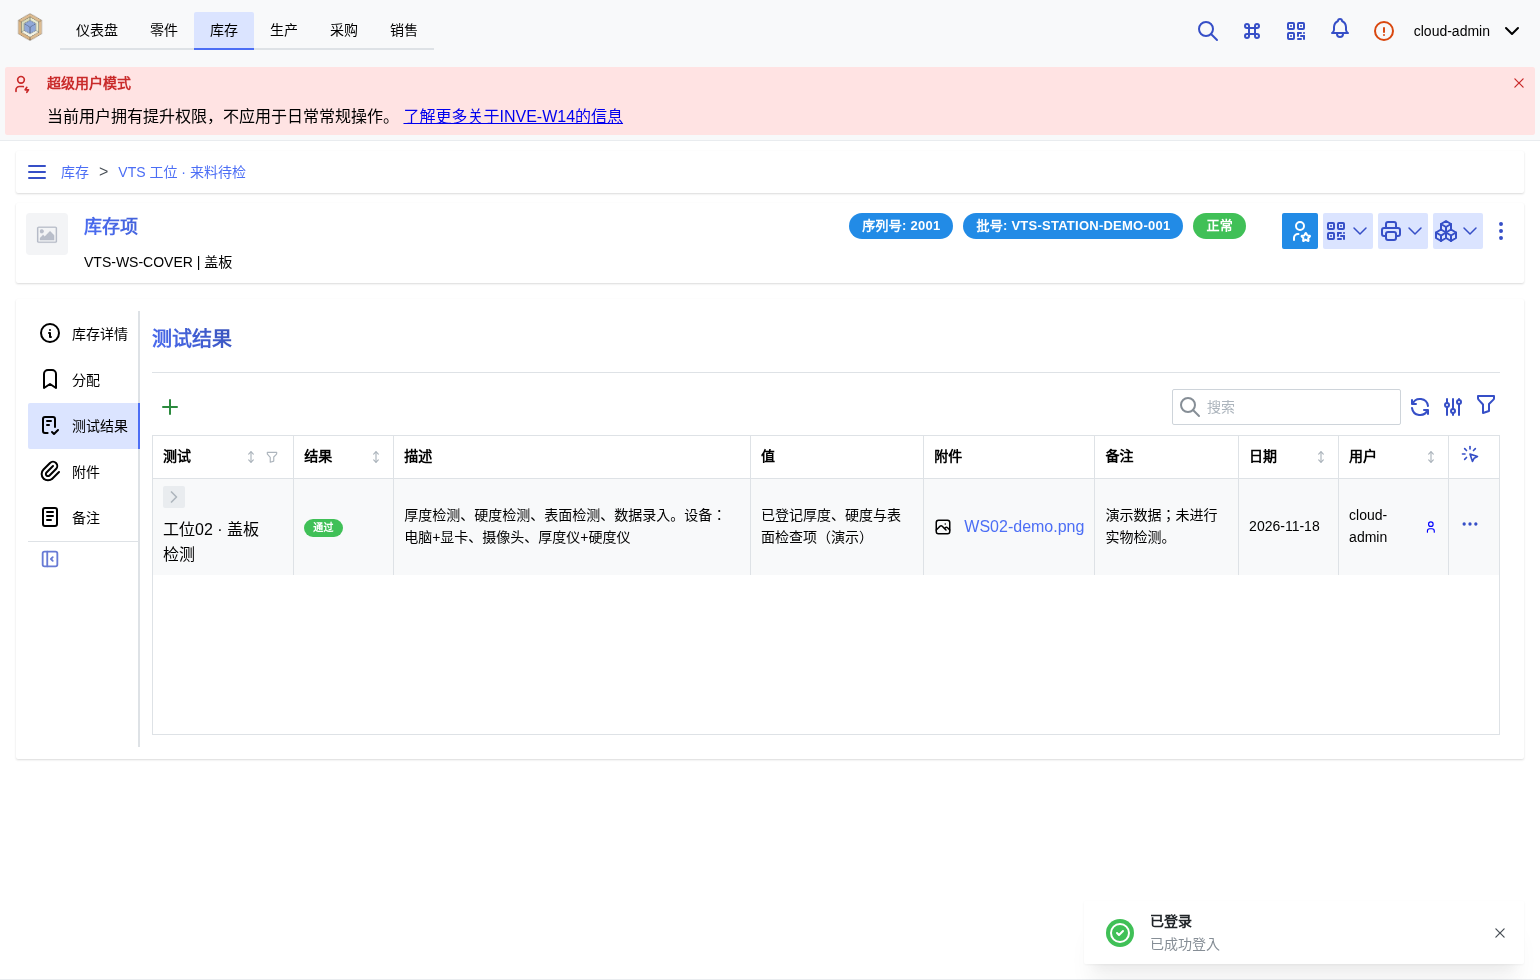 仪表盘 零件 库存 生产 采购 销售 cloud-admin
超级用户模式
当前用户拥有提升权限，不应用于日常常规操作。 了解更多关于INVE-W14的信息
库存 > VTS 工位 · 来料待检
库存项 序列号: 2001 批号: VTS-STATION-DEMO-001 正常
VTS-WS-COVER | 盖板
库存详情
分配
测试结果
附件
备注
测试结果
搜索
测试 结果 描述 值 附件 备注 日期 用户
工位02 · 盖板
检测
通过
厚度检测、硬度检测、表面检测、数据录入。设备：
电脑+显卡、摄像头、厚度仪+硬度仪
已登记厚度、硬度与表
面检查项（演示）
WS02-demo.png
演示数据；未进行
实物检测。
2026-11-18
cloud-
admin
已登录
已成功登入